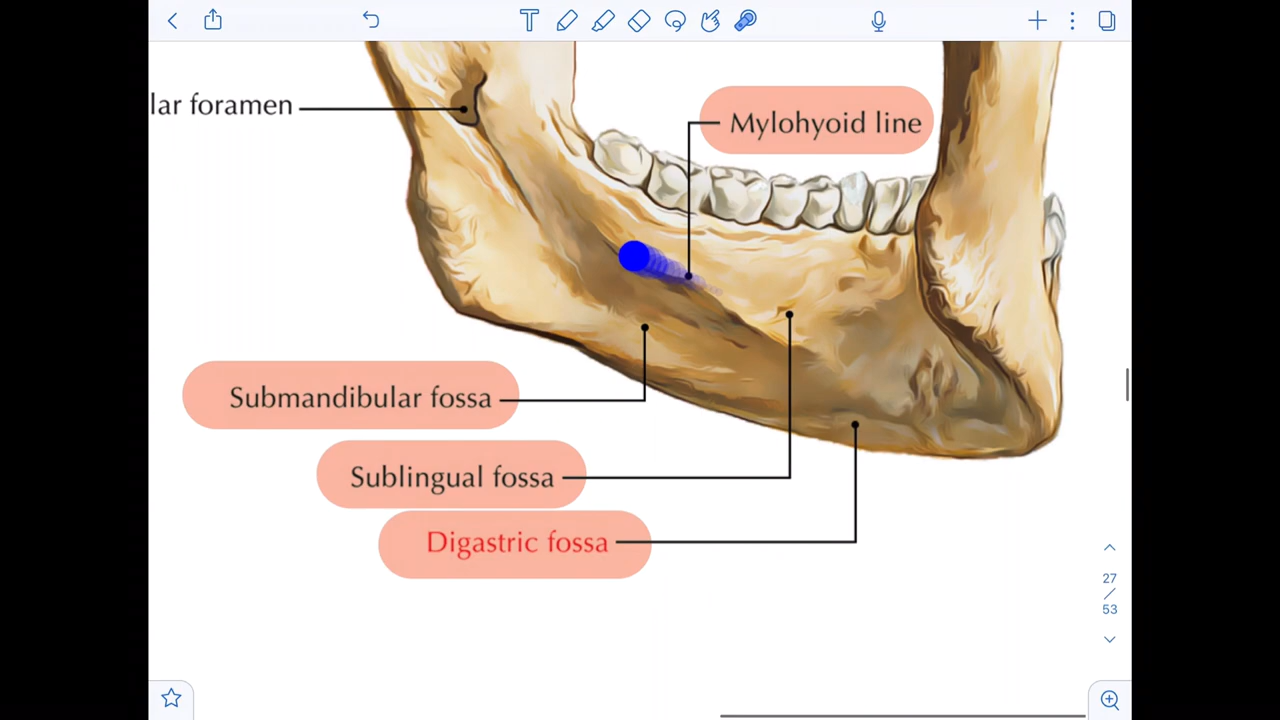 lar foramen
Mylohyoid line
Submandibular fossa
Sublingual fossa
Digastric fossa
27
/
53